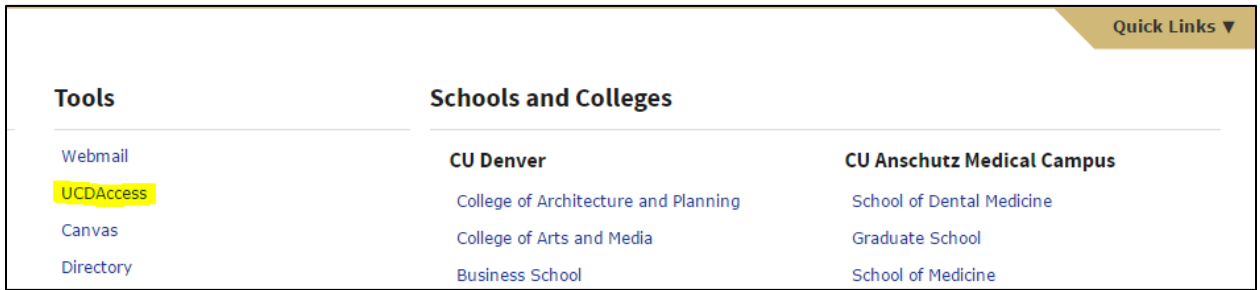 Quick Links ▼
Tools
Webmail
UCDAccess
Canvas
Directory
Schools and Colleges
CU Denver
College of Architecture and Planning
College of Arts and Media
Business School
CU Anschutz Medical Campus
School of Dental Medicine
Graduate School
School of Medicine